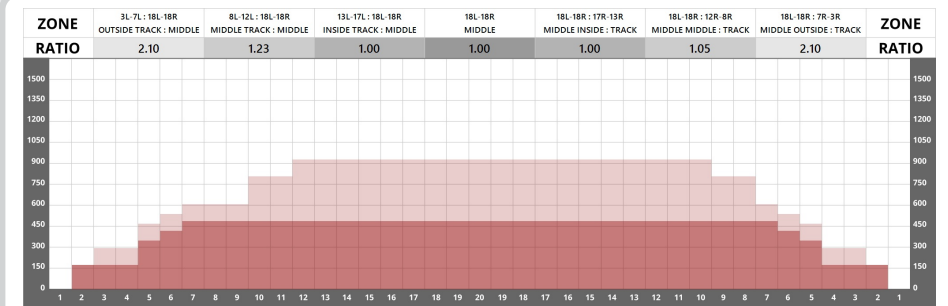 ZONE 3L-7L : 18L-18R 8L-12L : 18L-18R 13L-17L : 18L-18R 18L-18R 18L-18R : 17R-13R 18L-18R : 12R-8R 18L-18R : 7R-3R ZONE
OUTSIDE TRACK : MIDDLE MIDDLE TRACK : MIDDLE INSIDE TRACK : MIDDLE MIDDLE MIDDLE INSIDE : TRACK MIDDLE MIDDLE : TRACK MIDDLE OUTSIDE : TRACK
RATIO 2.10 1.23 1.00 1.00 1.00 1.05 2.10 RATIO
1500 1500
1350 1350
1200 1200
1050 1050
900 900
750 750
600 600
450 450
300 300
150 150
0 0
1 2 3 4 5 6 7 8 9 10 11 12 13 14 15 16 17 18 19 20 19 18 17 16 15 14 13 12 11 10 9 8 7 6 5 4 3 2 1